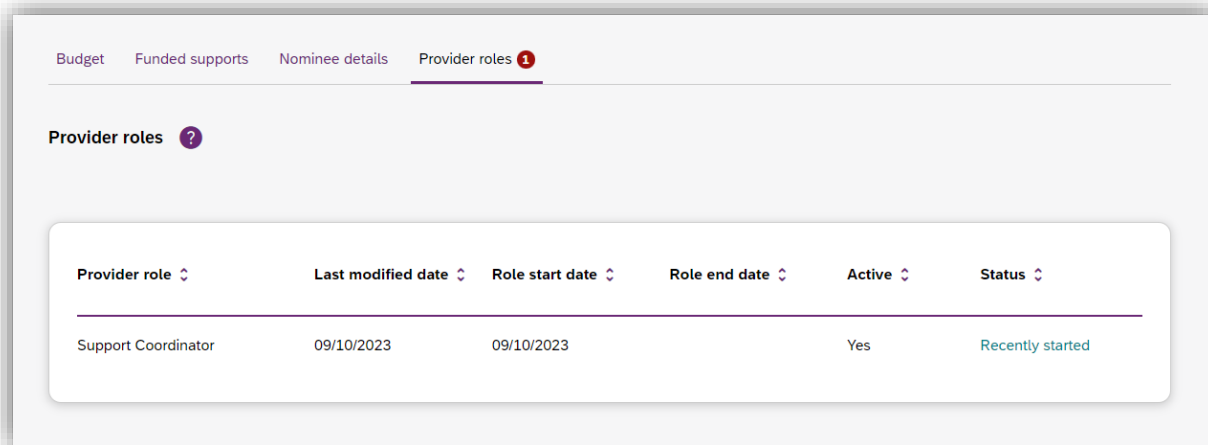 Budget Funded supports Nominee details Provider roles 1
Provider roles ?
Provider role Last modified date Role start date Role end date Active Status
Support Coordinator 09/10/2023 09/10/2023 Yes Recently started